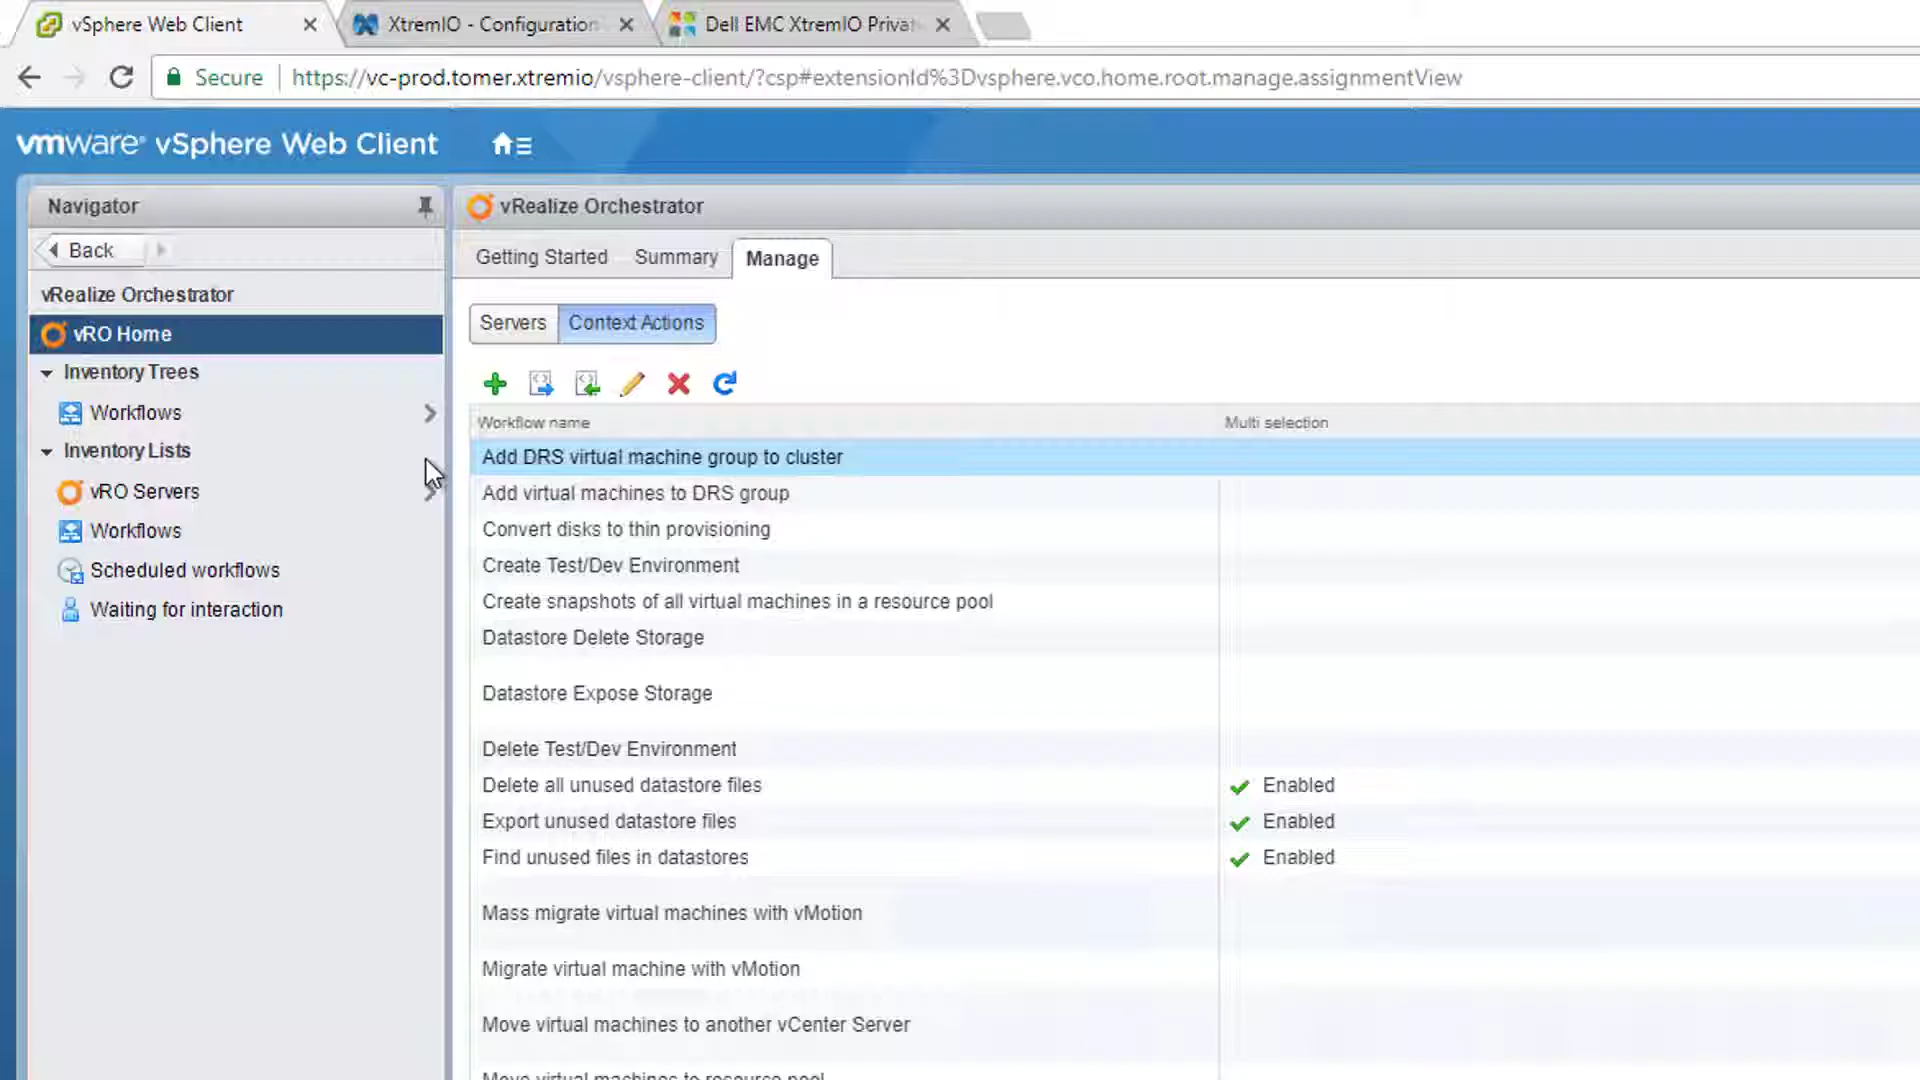 vSphere Web Client
XtremIO - Configuration
Dell EMC XtremIO Privat
Secure https://vc-prod.tomer.xtremio/vsphere-client/?csp#extensionId%3Dvsphere.vco.home.root.manage.assignmentView
vmware® vSphere Web Client
Navigator
Back
vRealize Orchestrator
vRO Home
Inventory Trees
Workflows
Inventory Lists
vRO Servers
Workflows
Scheduled workflows
Waiting for interaction
vRealize Orchestrator
Getting Started Summary Manage
Servers Context Actions
Workflow name Multi selection
Add DRS virtual machine group to cluster
Add virtual machines to DRS group
Convert disks to thin provisioning
Create Test/Dev Environment
Create snapshots of all virtual machines in a resource pool
Datastore Delete Storage
Datastore Expose Storage
Delete Test/Dev Environment
Delete all unused datastore files Enabled
Export unused datastore files Enabled
Find unused files in datastores Enabled
Mass migrate virtual machines with vMotion
Migrate virtual machine with vMotion
Move virtual machines to another vCenter Server
Move virtual machines to resource pool